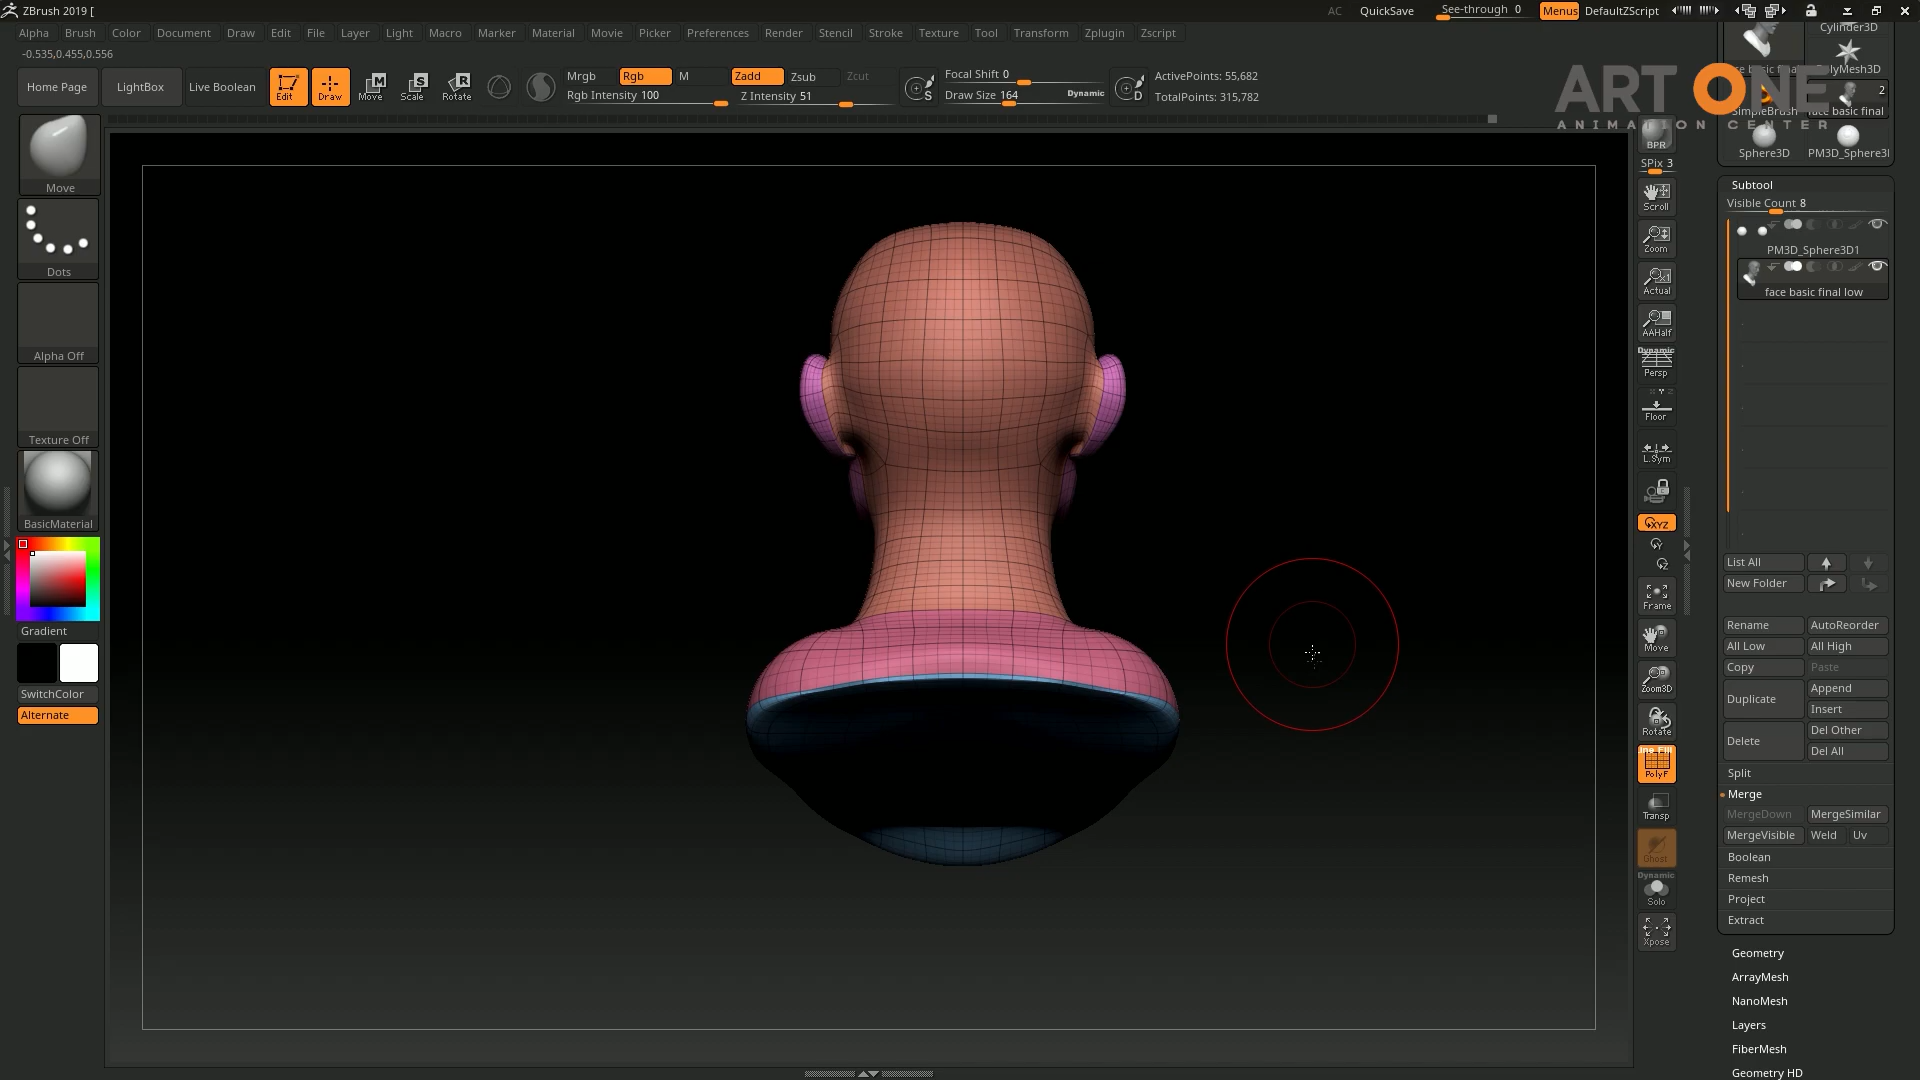 ZBrush 2019 [
AC QuickSave See-through 0 Menus DefaultZScript
Alpha Brush Color Document Draw Edit File Layer Light Macro Marker Material Movie Picker Preferences Render Stencil Stroke Texture Tool Transform Zplugin Zscript
-0.535,0.455,0.556
Home Page LightBox Live Boolean Edit Draw Move Scale Rotate
Mrgb Rgb M Zadd Zsub Zcut
Rgb Intensity 100 Z Intensity 51
Focal Shift 0
Draw Size 164 Dynamic
ActivePoints: 55,682
TotalPoints: 315,782
Move
Dots
Alpha Off
Texture Off
BasicMaterial
Gradient
SwitchColor
Alternate
BPR
SPix 3
Scroll
Zoom
Actual
AAHalf
Dynamic
Persp
Floor
L.Sym
XYZ
Frame
Move
Zoom3D
Rotate
Line Fill
PolyF
Transp
Ghost
Dynamic
Solo
Xpose
ART ONE
ANIMATION CENTER
Cylinder3D
PolyMesh3D
2
SimpleBrush face basic final
Sphere3D PM3D_Sphere3
Subtool
Visible Count 8
PM3D_Sphere3D1
face basic final low
List All
New Folder
Rename AutoReorder
All Low All High
Copy Paste
Duplicate Append
Insert
Delete Del Other
Del All
Split
Merge
MergeDown MergeSimilar
MergeVisible Weld Uv
Boolean
Remesh
Project
Extract
Geometry
ArrayMesh
NanoMesh
Layers
FiberMesh
Geometry HD